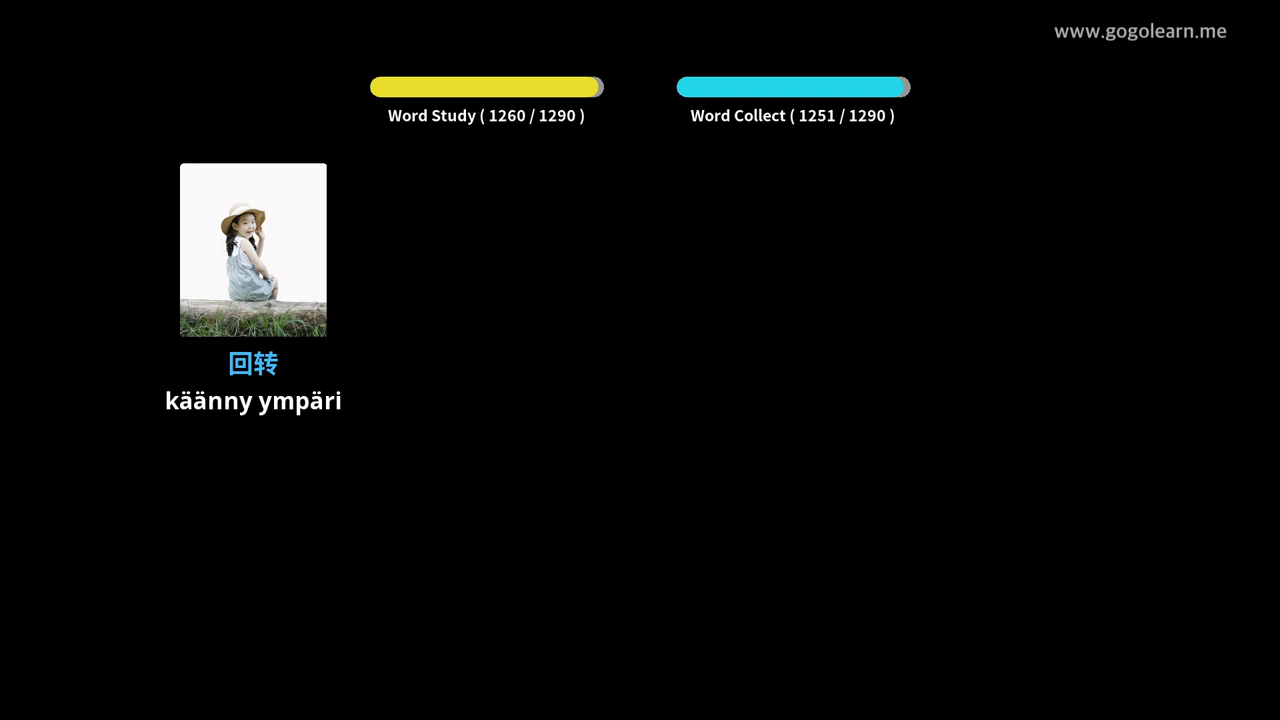 www.gogolearn.me
Word Study ( 1260 / 1290 )
Word Collect ( 1251 / 1290 )
回转
käänny ympäri